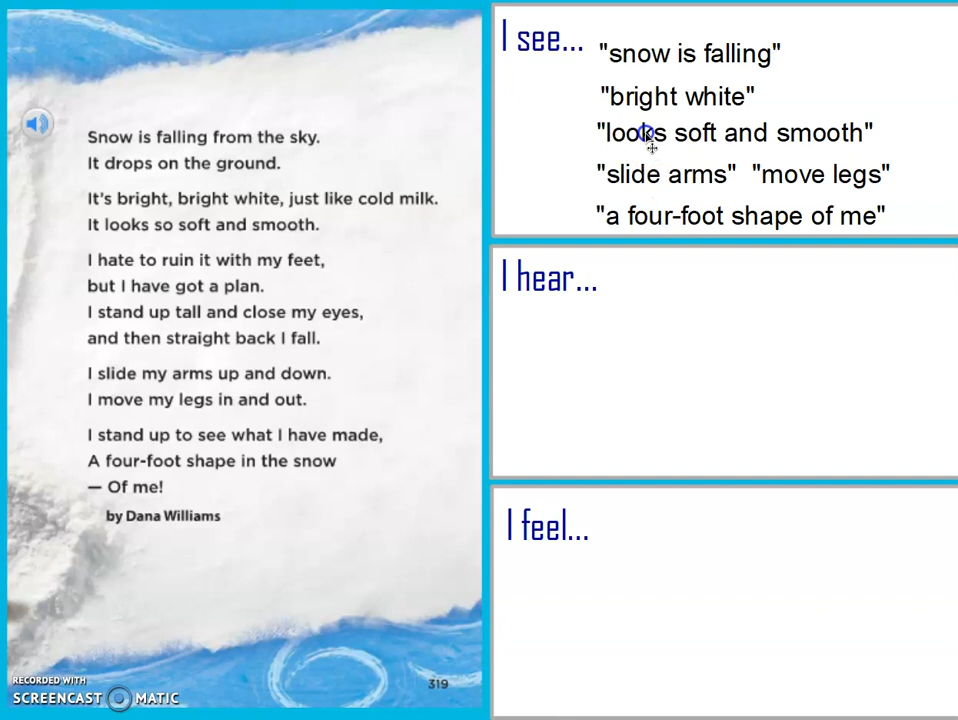 Snow is falling from the sky.
It drops on the ground.
It's bright, bright white, just like cold milk.
It looks so soft and smooth.
I hate to ruin it with my feet,
but I have got a plan.
I stand up tall and close my eyes,
and then straight back I fall.
I slide my arms up and down.
I move my legs in and out.
I stand up to see what I have made,
A four-foot shape in the snow
— Of me!
by Dana Williams
319
RECORDED WITH
SCREENCAST MATIC
I see...
"snow is falling"
"bright white"
"looks soft and smooth"
"slide arms" "move legs"
"a four-foot shape of me"
I hear...
I feel...